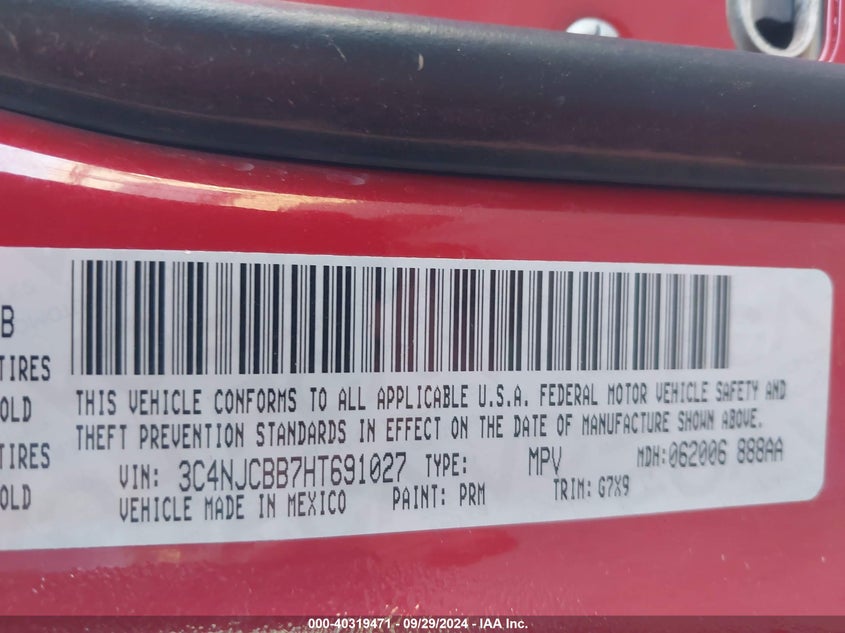 B
TIRES
OLD
TIRES
OLD
THIS VEHICLE CONFORMS TO ALL APPLICABLE U.S.A. FEDERAL MOTOR VEHICLE SAFETY AND
THEFT PREVENTION STANDARDS IN EFFECT ON THE DATE OF MANUFACTURE SHOWN ABOVE.
VIN: 3C4NJCBB7HT691027 TYPE: MPV MDH:062006 888AA
VEHICLE MADE IN MEXICO PAINT: PRM TRIM: G7X9
000-40319471 - 09/29/2024 - IAA Inc.